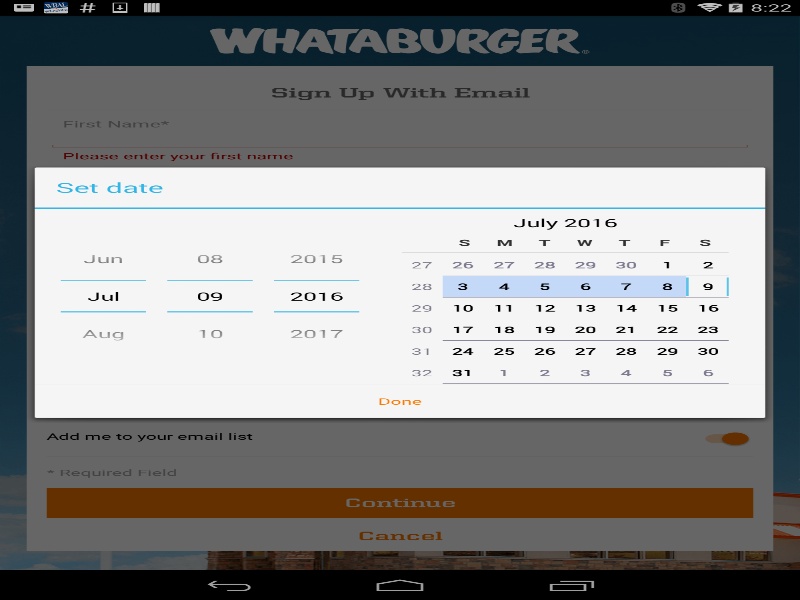 8:22
WHATABURGER®
Sign Up With Email
First Name*
Please enter your first name
Set date
Jun 08 2015
Jul 09 2016
Aug 10 2017
July 2016
S M T W T F S
27 26 27 28 29 30 1 2
28 3 4 5 6 7 8 9
29 10 11 12 13 14 15 16
30 17 18 19 20 21 22 23
31 24 25 26 27 28 29 30
32 31 1 2 3 4 5 6
Done
Add me to your email list
* Required Field
Continue
Cancel